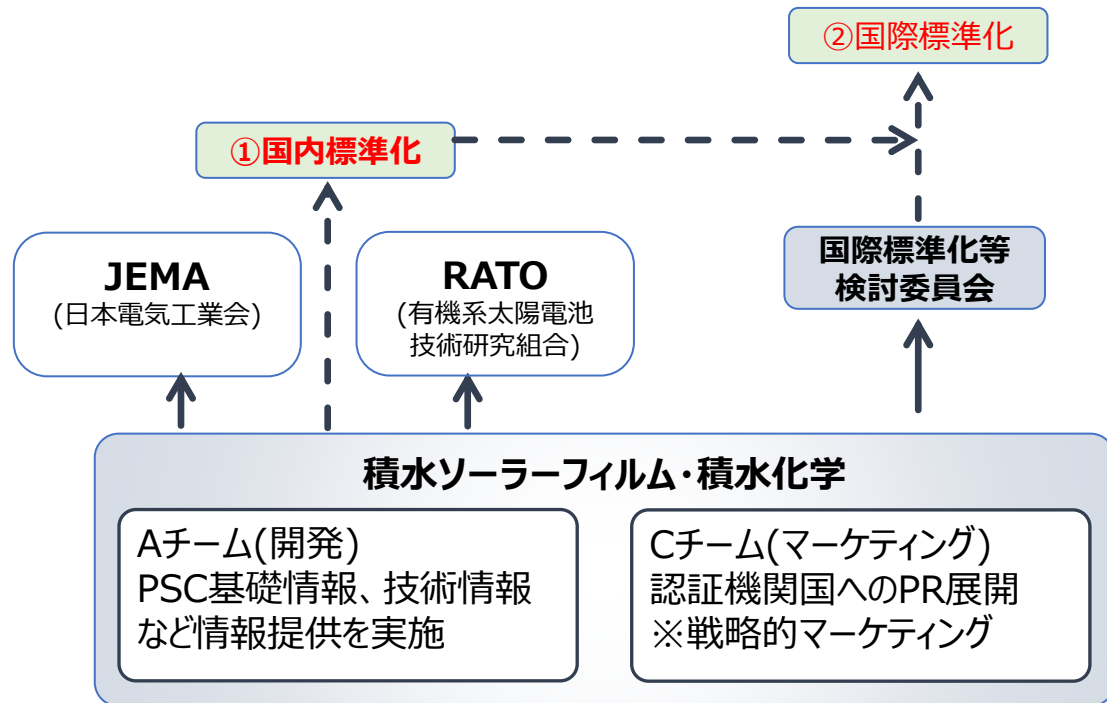 ②国際標準化
①国内標準化
JEMA
(日本電気工業会)
RATO
(有機系太陽電池
技術研究組合)
国際標準化等
検討委員会
積水ソーラーフィルム・積水化学
Aチーム(開発)
PSC基礎情報、技術情報
など情報提供を実施
Cチーム(マーケティング)
認証機関国へのPR展開
※戦略的マーケティング